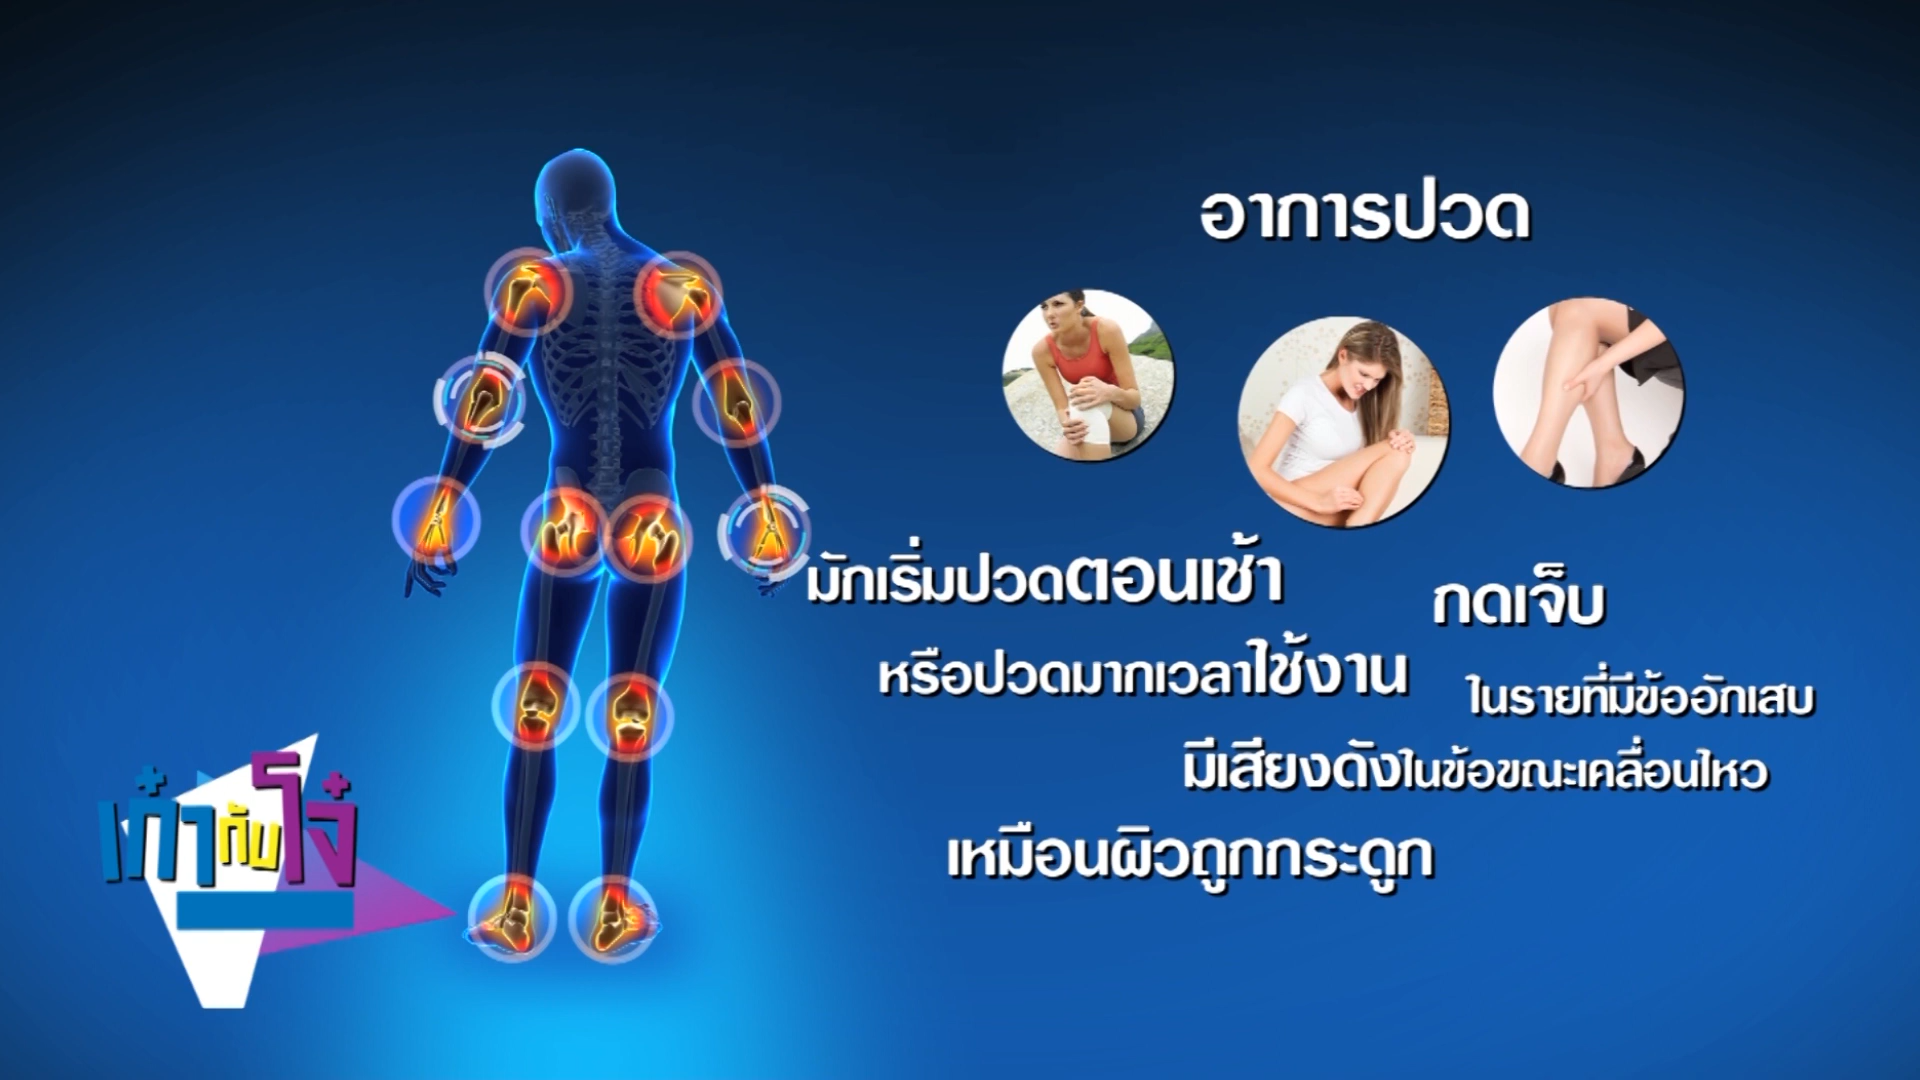 อาการปวด
มักเริ่มปวดตอนเช้า
หรือปวดมากเวลาใช้งาน
กดเจ็บ
ในรายที่มีข้ออักเสบ
มีเสียงดังในข้อขณะเคลื่อนไหว
เหมือนผิวถูกกระดูก
เก๋ากับโจ๋